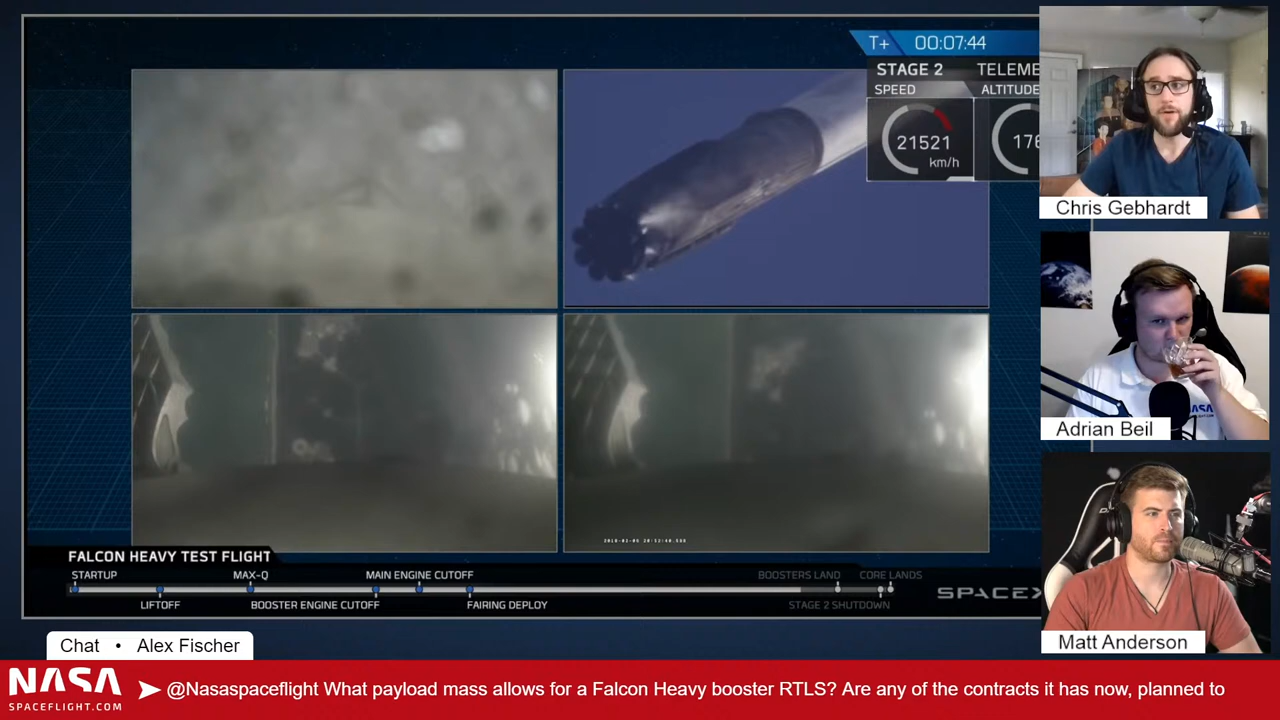 T+ 00:07:44
STAGE 2 TELEME
SPEED ALTITUDE
21521 176
km/h
Chris Gebhardt
Adrian Beil
Matt Anderson
FALCON HEAVY TEST FLIGHT
STARTUP MAX-Q MAIN ENGINE CUTOFF BOOSTERS LAND CORE LANDS
LIFTOFF BOOSTER ENGINE CUTOFF FAIRING DEPLOY STAGE 2 SHUTDOWN
SPACEX
Chat • Alex Fischer
NASA
SPACEFLIGHT.COM
@Nasaspaceflight What payload mass allows for a Falcon Heavy booster RTLS? Are any of the contracts it has now, planned to